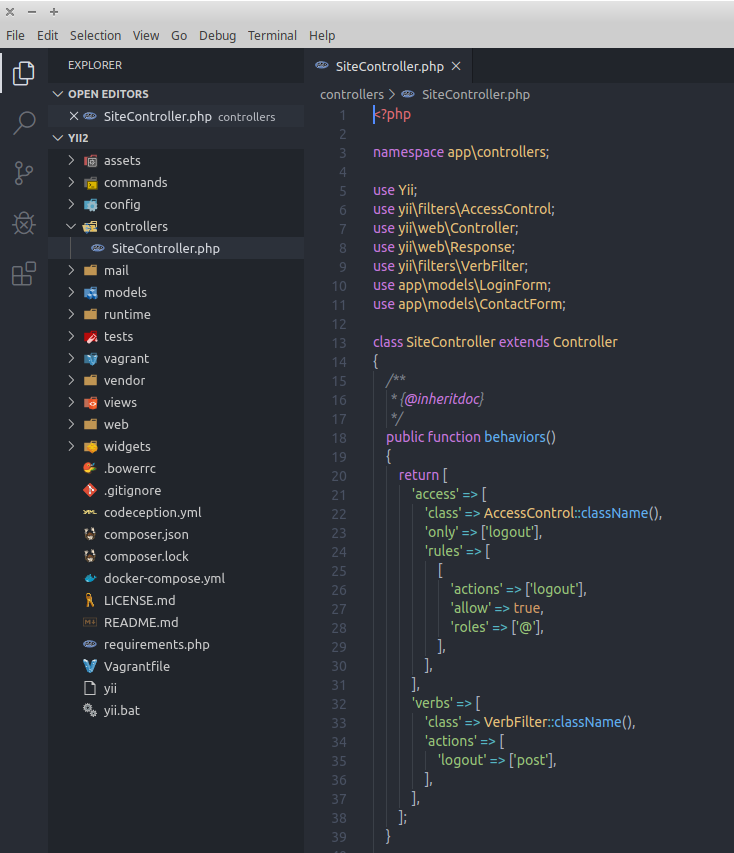 File Edit Selection View Go Debug Terminal Help
EXPLORER
OPEN EDITORS
SiteController.php controllers
YII2
assets
commands
config
controllers
SiteController.php
mail
models
runtime
tests
vagrant
vendor
views
web
widgets
.bowerrc
.gitignore
codeception.yml
composer.json
composer.lock
docker-compose.yml
LICENSE.md
README.md
requirements.php
Vagrantfile
yii
yii.bat
SiteController.php
controllers > SiteController.php
1 <?php
2
3 namespace app\controllers;
4
5 use Yii;
6 use yii\filters\AccessControl;
7 use yii\web\Controller;
8 use yii\web\Response;
9 use yii\filters\VerbFilter;
10 use app\models\LoginForm;
11 use app\models\ContactForm;
12
13 class SiteController extends Controller
14 {
15 /**
16 * {@inheritdoc}
17 */
18 public function behaviors()
19 {
20 return [
21 'access' => [
22 'class' => AccessControl::className(),
23 'only' => ['logout'],
24 'rules' => [
25 [
26 'actions' => ['logout'],
27 'allow' => true,
28 'roles' => ['@'],
29 ],
30 ],
31 ],
32 'verbs' => [
33 'class' => VerbFilter::className(),
34 'actions' => [
35 'logout' => ['post'],
36 ],
37 ],
38 ];
39 }